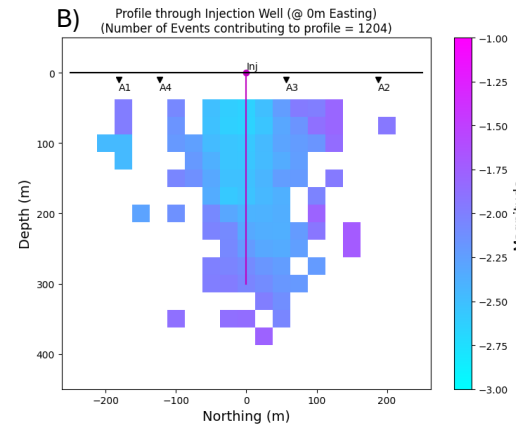 B)
Profile through Injection Well (@ 0m Easting)
(Number of Events contributing to profile = 1204)
Inj
A1
A4
A3
A2
0
100
200
300
400
Depth (m)
−200
−100
0
100
200
Northing (m)
−1.00
−1.25
−1.50
−1.75
−2.00
−2.25
−2.50
−2.75
−3.00